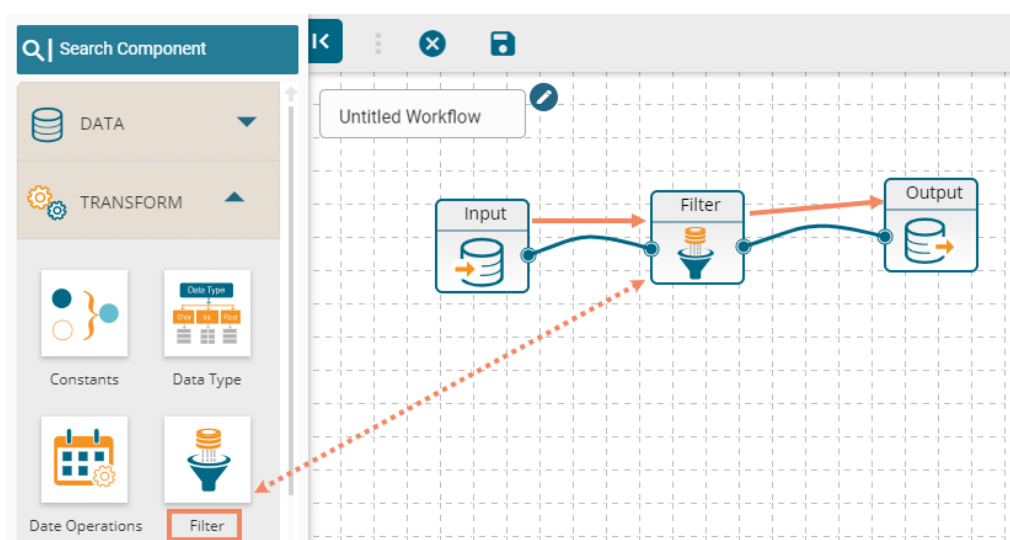 Search Component
DATA
TRANSFORM
Constants
Data Type
Data Type
Char
Int
Float
Date Operations
Filter
Untitled Workflow
Input
Filter
Output